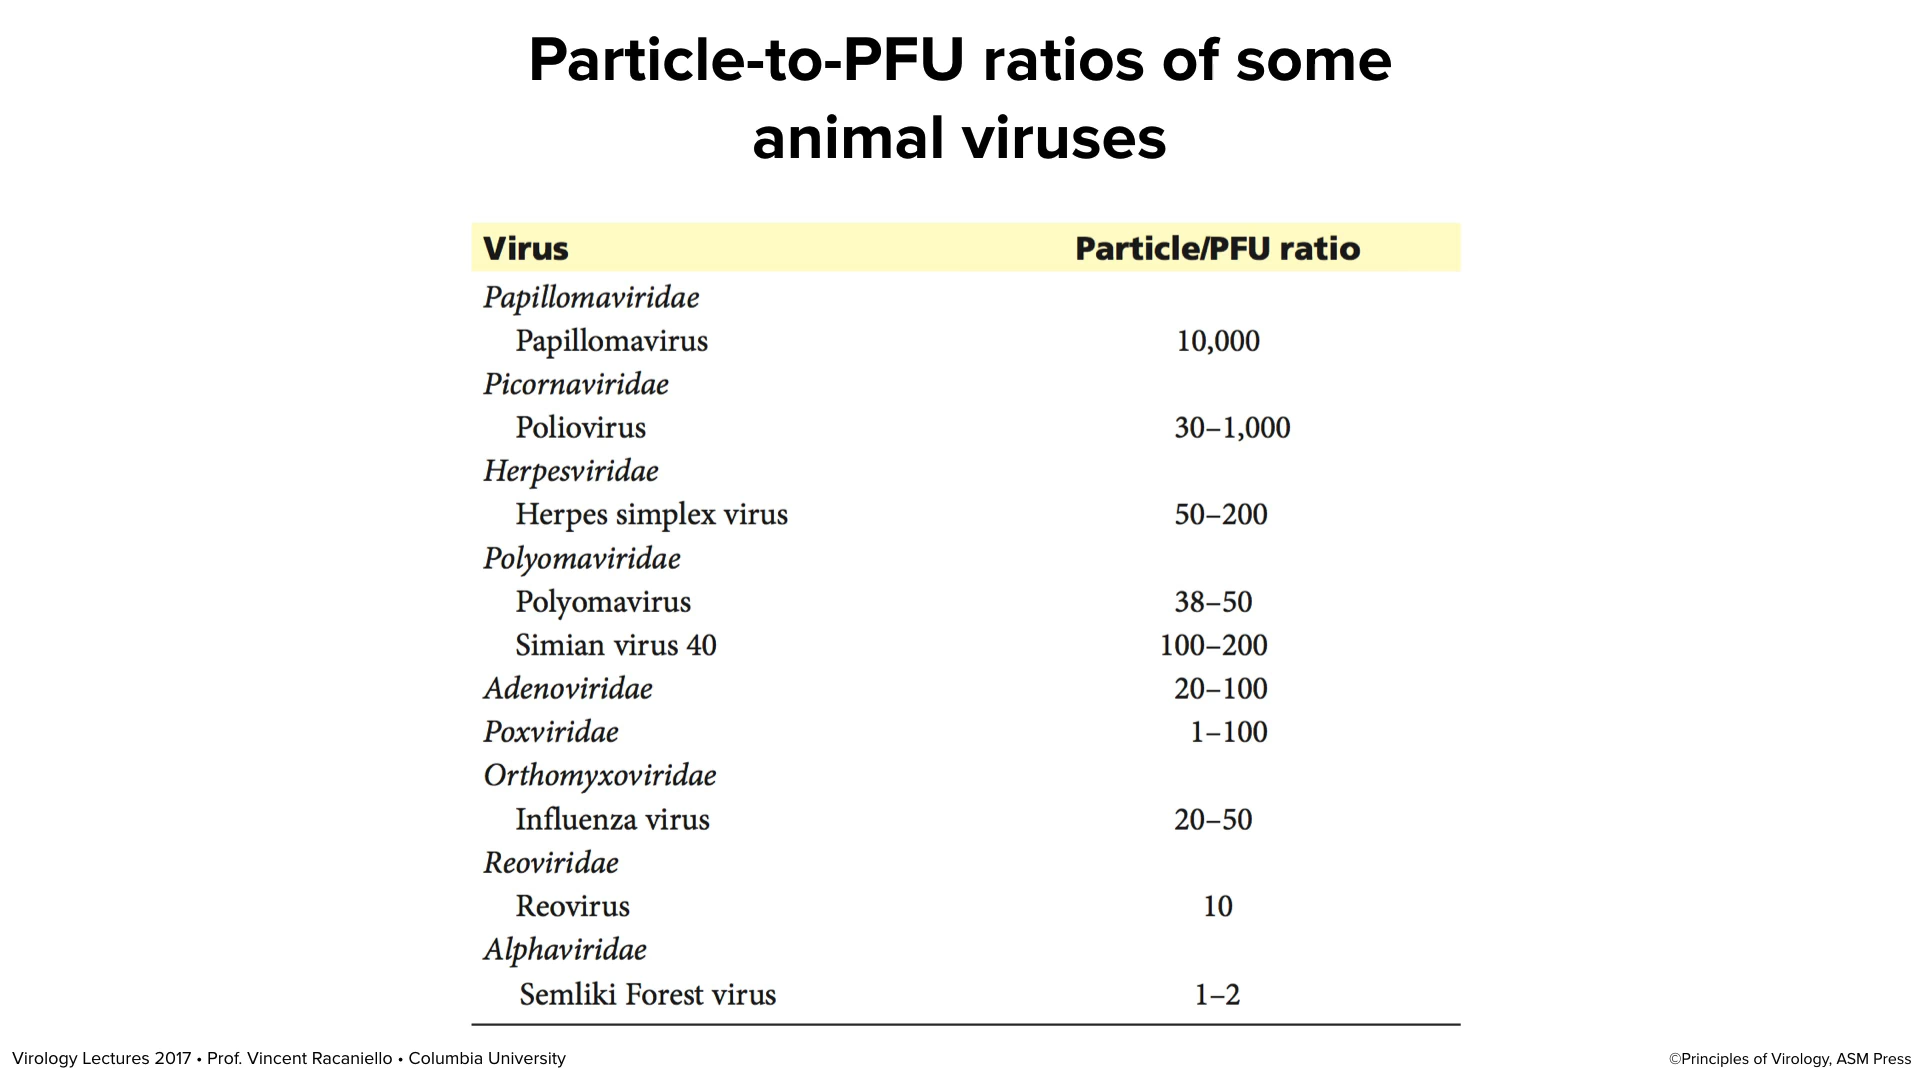 Particle-to-PFU ratios of some
animal viruses
Virus Particle/PFU ratio
Papillomaviridae
Papillomavirus 10,000
Picornaviridae
Poliovirus 30–1,000
Herpesviridae
Herpes simplex virus 50–200
Polyomaviridae
Polyomavirus 38–50
Simian virus 40 100–200
Adenoviridae 20–100
Poxviridae 1–100
Orthomyxoviridae
Influenza virus 20–50
Reoviridae
Reovirus 10
Alphaviridae
Semliki Forest virus 1–2
Virology Lectures 2017 • Prof. Vincent Racaniello • Columbia University
©Principles of Virology, ASM Press